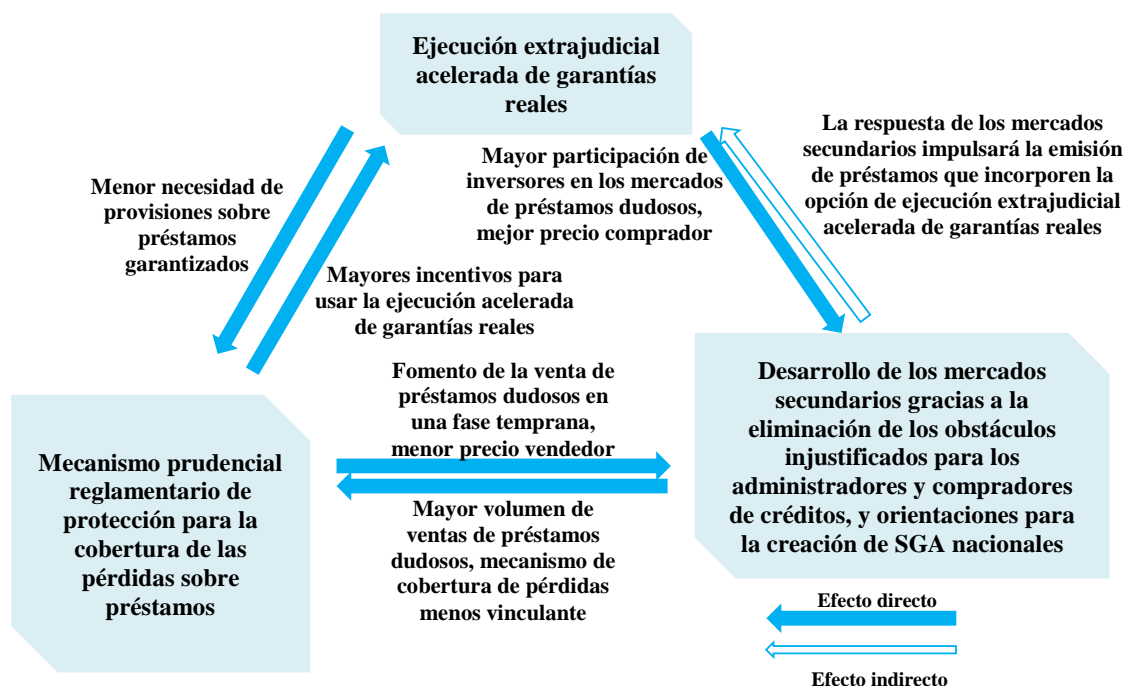 Ejecución extrajudicial
acelerada de garantías
reales
La respuesta de los mercados
secundarios impulsará la emisión
de préstamos que incorporen la
opción de ejecución extrajudicial
acelerada de garantías reales
Mayor participación de
inversores en los mercados
de préstamos dudosos,
mejor precio comprador
Menor necesidad de
provisiones sobre
préstamos
garantizados
Mayores incentivos para
usar la ejecución acelerada
de garantías reales
Fomento de la venta de
préstamos dudosos en
una fase temprana,
menor precio vendedor
Desarrollo de los mercados
secundarios gracias a la
eliminación de los obstáculos
injustificados para los
administradores y compradores
de créditos, y orientaciones para
la creación de SGA nacionales
Mecanismo prudencial
reglamentario de
protección para la
cobertura de las
pérdidas sobre
préstamos
Mayor volumen de
ventas de préstamos
dudosos, mecanismo de
cobertura de pérdidas
menos vinculante
Efecto directo
Efecto indirecto